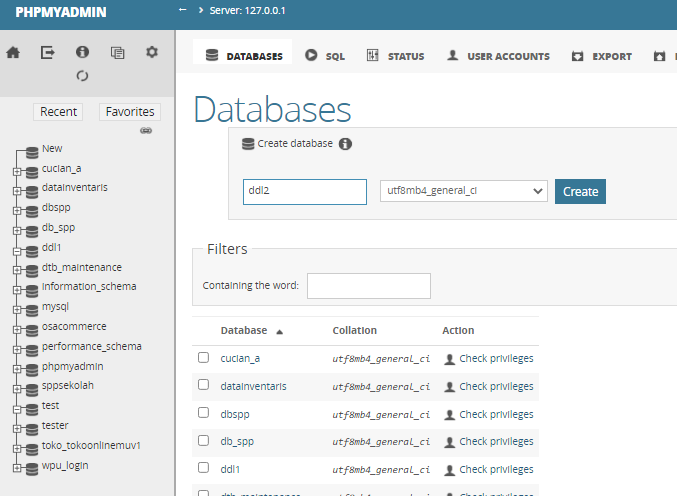 PHPMYADMIN
← > Server: 127.0.0.1
DATABASES SQL STATUS USER ACCOUNTS EXPORT
Recent Favorites
New
cucian_a
datainventaris
dbspp
db_spp
ddl1
dtb_maintenance
information_schema
mysql
osacommerce
performance_schema
phpmyadmin
sppsekolah
test
tester
toko_tokoonlinemuv1
wpu_login
Databases
Create database
ddl2 utf8mb4_general_ci Create
Filters
Containing the word:
Database Collation Action
cucian_a utf8mb4_general_ci Check privileges
datainventaris utf8mb4_general_ci Check privileges
dbspp utf8mb4_general_ci Check privileges
db_spp utf8mb4_general_ci Check privileges
ddl1 utf8mb4_general_ci Check privileges
dtb_maintenance utf8mb4_general_ci Check privileges